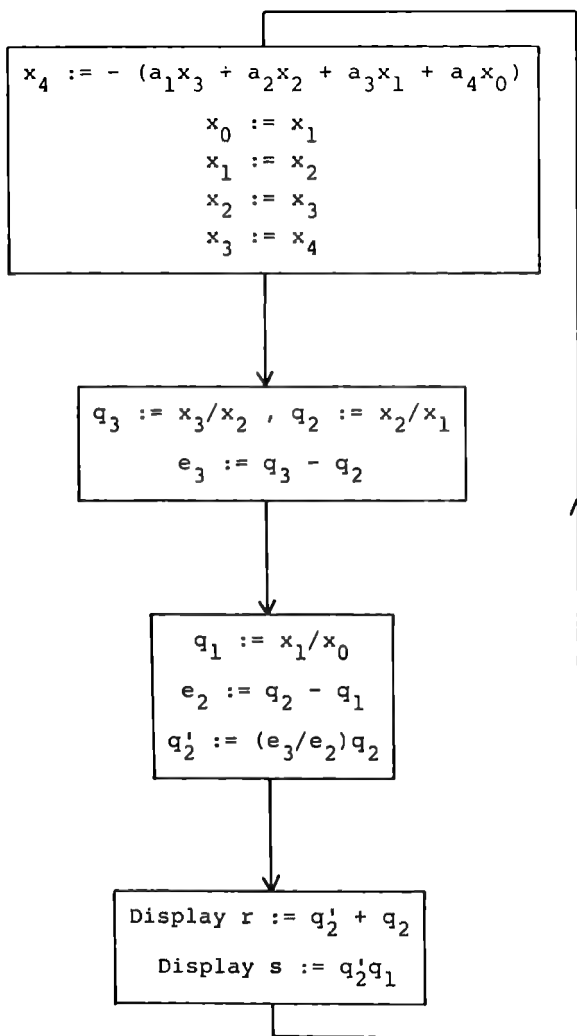 x₄ := - (a₁x₃ + a₂x₂ + a₃x₁ + a₄x₀)
x₀ := x₁
x₁ := x₂
x₂ := x₃
x₃ := x₄
q₃ := x₃/x₂ , q₂ := x₂/x₁
e₃ := q₃ - q₂
q₁ := x₁/x₀
e₂ := q₂ - q₁
q₂' := (e₃/e₂)q₂
Display r := q₂' + q₂
Display s := q₂'q₁